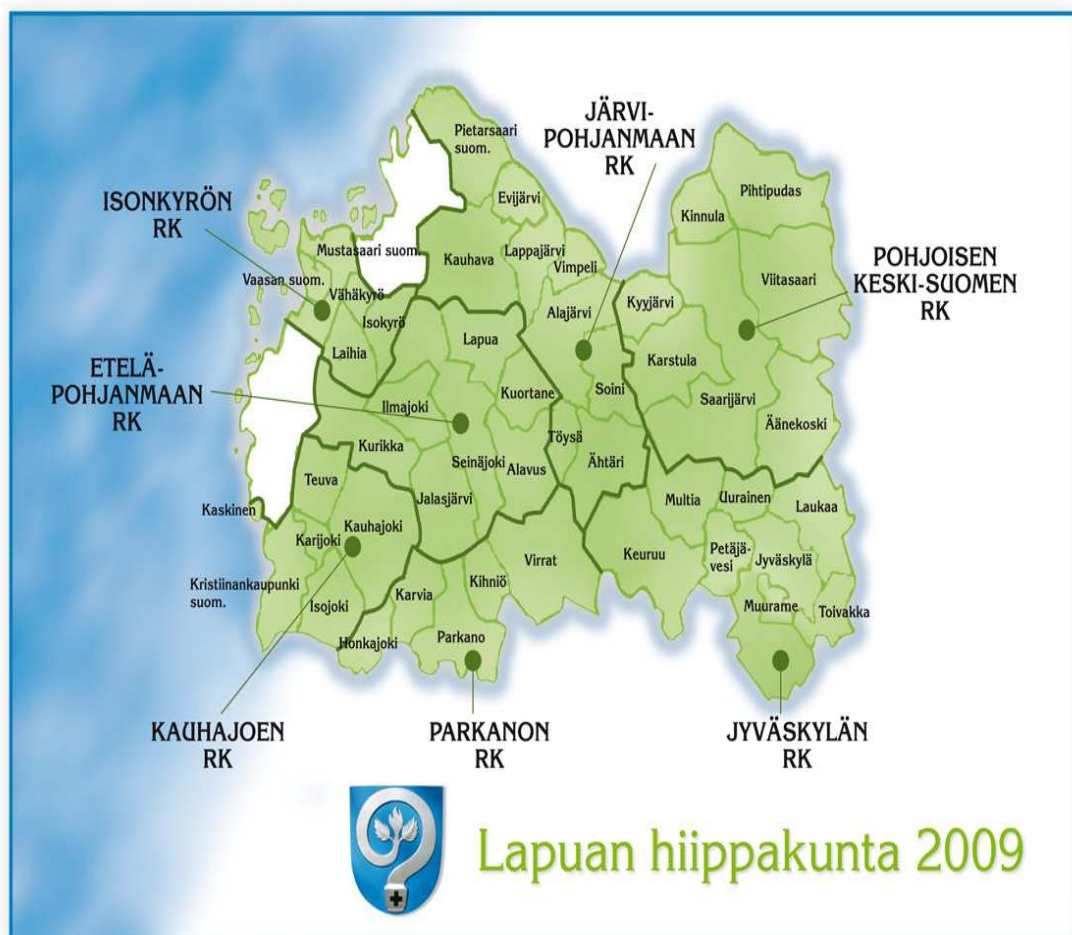 JÄRVI-
POHJANMAAN
RK
Pietarsaari
suom.
ISONKYRÖN
RK
Evijärvi
Pihtipudas
Kinnula
Mustasaari suom.
Kauhava
Lappajärvi
Vimpeli
POHJOISEN
KESKI-SUOMEN
RK
Vaasan suom.
Vähäkyrö
Isokyrö
Viitasaari
Kyyjärvi
Alajärvi
Laihia
Lapua
Karstula
ETELÄ-
POHJANMAAN
RK
Ilmajoki
Kuortane
Soini
Saarijärvi
Äänekoski
Kurikka
Seinäjoki
Alavus
Töysä
Ähtäri
Teuva
Jalasjärvi
Multia
Uurainen
Laukaa
Kaskinen
Kauhajoki
Karijoki
Virrat
Keuruu
Petäjä-
vesi
Jyväskylä
Kristiinankaupunki
suom.
Isojoki
Karvia
Kihniö
Muurame
Toivakka
Honkajoki
Parkano
KAUHAJOEN
RK
PARKANON
RK
JYVÄSKYLÄN
RK
Lapuan hiippakunta 2009